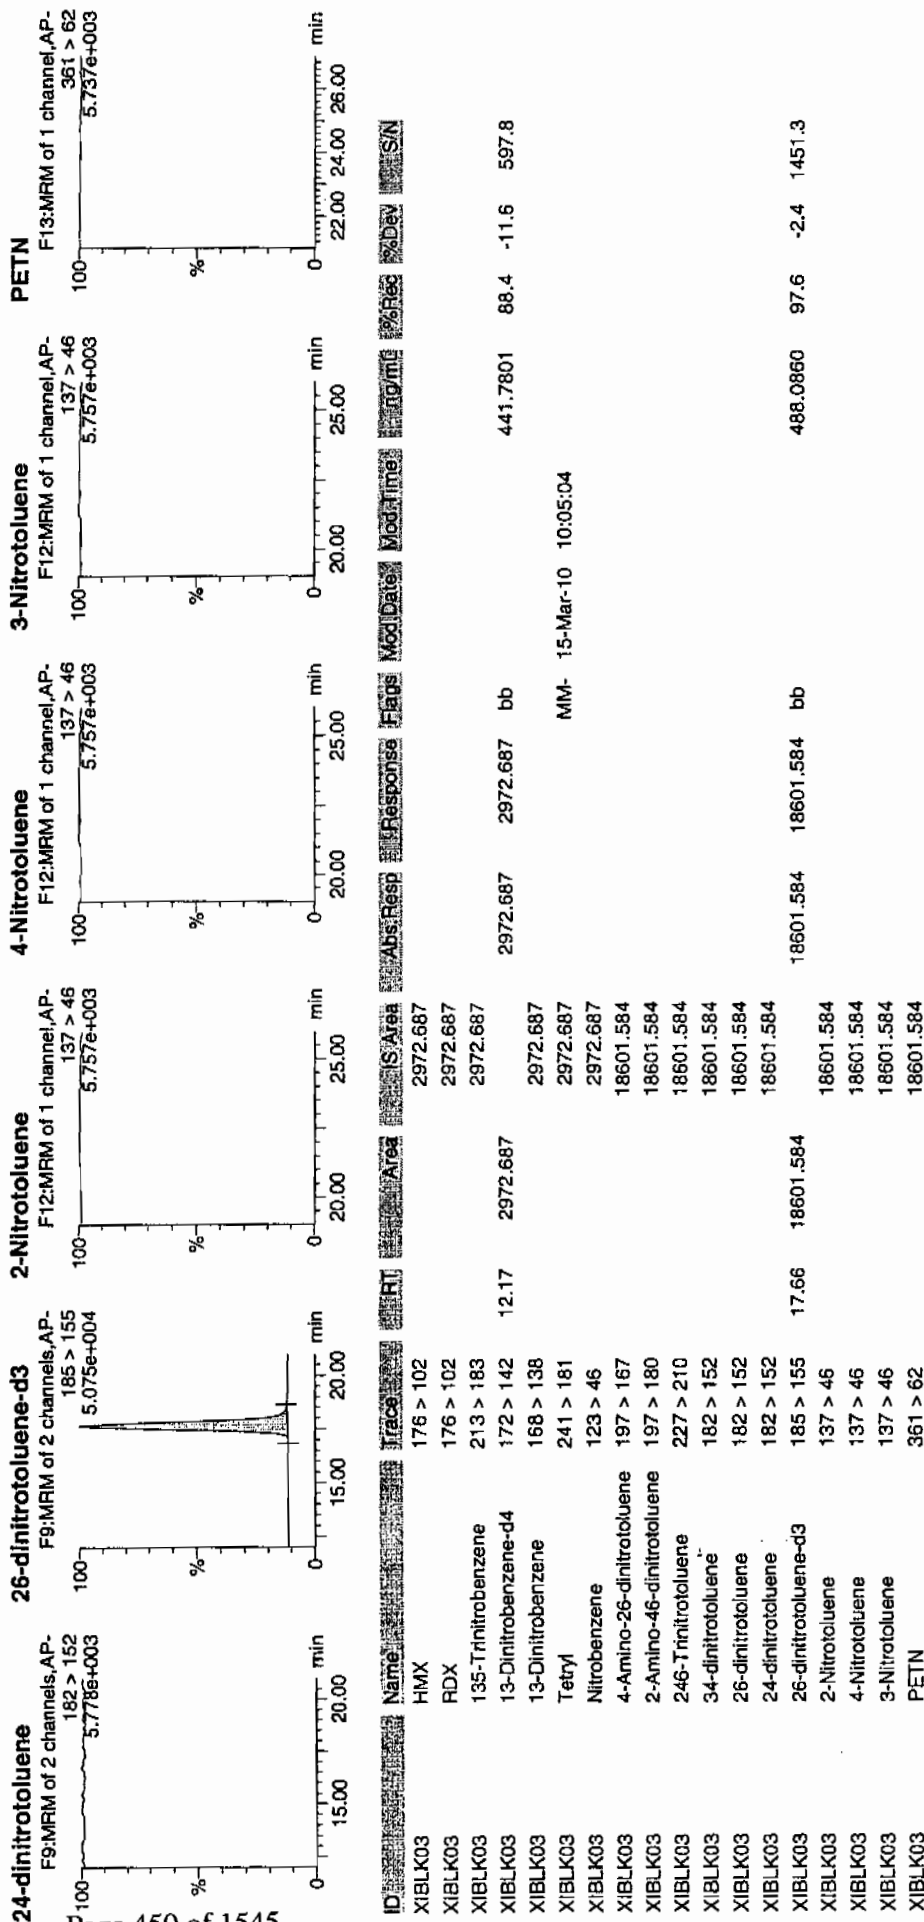 24-dinitrotoluene
F9:MRM of 2 channels,AP-
182 > 152
5.778e+003
100
%
0
15.00 20.00 min
26-dinitrotoluene-d3
F9:MRM of 2 channels,AP-
185 > 155
5.075e+004
100
%
0
15.00 20.00 min
2-Nitrotoluene
F12:MRM of 1 channel,AP-
137 > 46
5.757e+003
100
%
0
20.00 25.00 min
4-Nitrotoluene
F12:MRM of 1 channel,AP-
137 > 46
5.757e+003
100
%
0
20.00 25.00 min
3-Nitrotoluene
F12:MRM of 1 channel,AP-
137 > 46
5.757e+003
100
%
0
20.00 25.00 min
PETN
F13:MRM of 1 channel,AP-
361 > 62
5.737e+003
100
%
0
22.00 24.00 26.00 min
ID Name Trace RT Area IS Area Abs.Resp Response Flags Mod.Date Mod.Time ng/mL %Rec %Dev S/N
XIBLK03 HMX 176 > 102 2972.687
XIBLK03 RDX 176 > 102 2972.687
XIBLK03 135-Trinitrobenzene 213 > 183 2972.687
XIBLK03 13-Dinitrobenzene-d4 172 > 142 12.17 2972.687 2972.687 2972.687 bb 441.7801 88.4 -11.6 597.8
XIBLK03 13-Dinitrobenzene 168 > 138 2972.687
XIBLK03 Tetryl 241 > 181 2972.687 MM- 15-Mar-10 10:05:04
XIBLK03 Nitrobenzene 123 > 46 2972.687
XIBLK03 4-Amino-26-dinitrotoluene 197 > 167 18601.584
XIBLK03 2-Amino-46-dinitrotoluene 197 > 180 18601.584
XIBLK03 246-Trinitrotoluene 227 > 210 18601.584
XIBLK03 34-dinitrotoluene 182 > 152 18601.584
XIBLK03 26-dinitrotoluene 182 > 152 18601.584
XIBLK03 24-dinitrotoluene 182 > 152 18601.584
XIBLK03 26-dinitrotoluene-d3 185 > 155 17.66 18601.584 18601.584 18601.584 bb 488.0860 97.6 -2.4 1451.3
XIBLK03 2-Nitrotoluene 137 > 46 18601.584
XIBLK03 4-Nitrotoluene 137 > 46 18601.584
XIBLK03 3-Nitrotoluene 137 > 46 18601.584
XIBLK03 PETN 361 > 62 18601.584
Page 450 of 1545